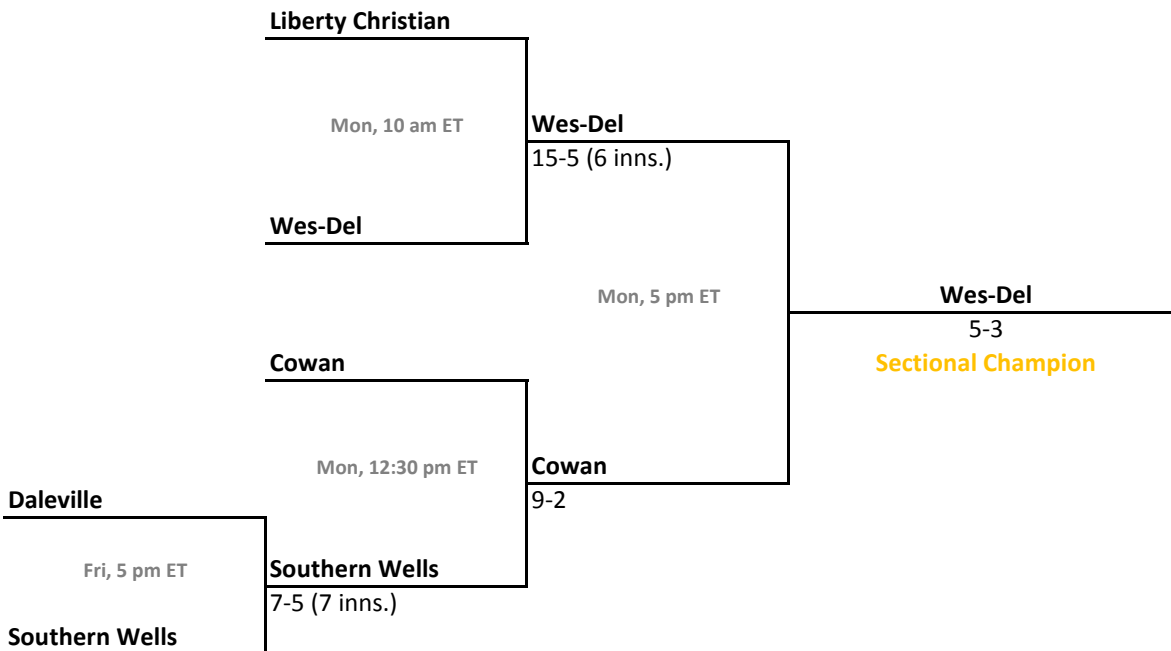 Liberty Christian
Mon, 10 am ET
Wes-Del
15-5 (6 inns.)
Wes-Del
Mon, 5 pm ET
Wes-Del
5-3
Sectional Champion
Cowan
Mon, 12:30 pm ET
Cowan
9-2
Daleville
Fri, 5 pm ET
Southern Wells
7-5 (7 inns.)
Southern Wells